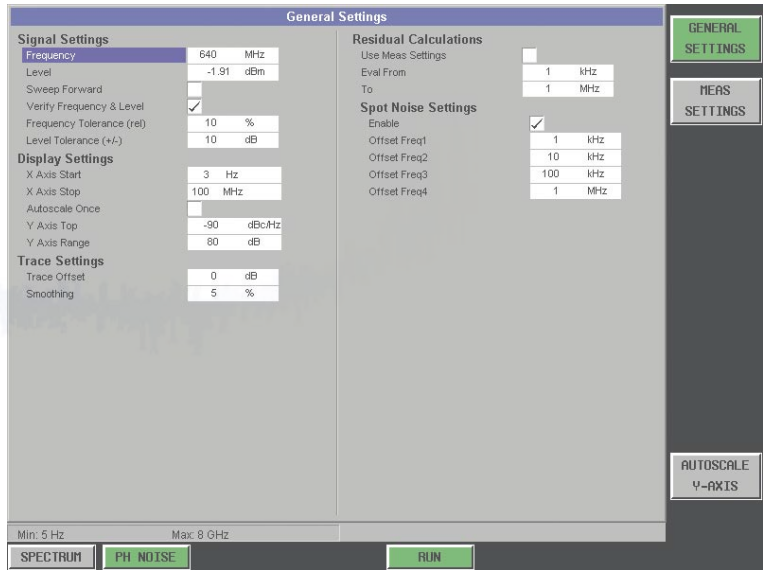 General Settings
Signal Settings
Frequency 640 MHz
Level -1.91 dBm
Sweep Forward
Verify Frequency & Level
Frequency Tolerance (rel) 10 %
Level Tolerance (+/-) 10 dB
Display Settings
X Axis Start 3 Hz
X Axis Stop 100 MHz
Autoscale Once
Y Axis Top -90 dBc/Hz
Y Axis Range 80 dB
Trace Settings
Trace Offset 0 dB
Smoothing 5 %
Residual Calculations
Use Meas Settings
Eval From 1 kHz
To 1 MHz
Spot Noise Settings
Enable
Offset Freq1 1 kHz
Offset Freq2 10 kHz
Offset Freq3 100 kHz
Offset Freq4 1 MHz
GENERAL
SETTINGS
MEAS
SETTINGS
AUTOSCALE
Y-AXIS
Min: 5 Hz Max: 8 GHz
SPECTRUM PH NOISE RUN